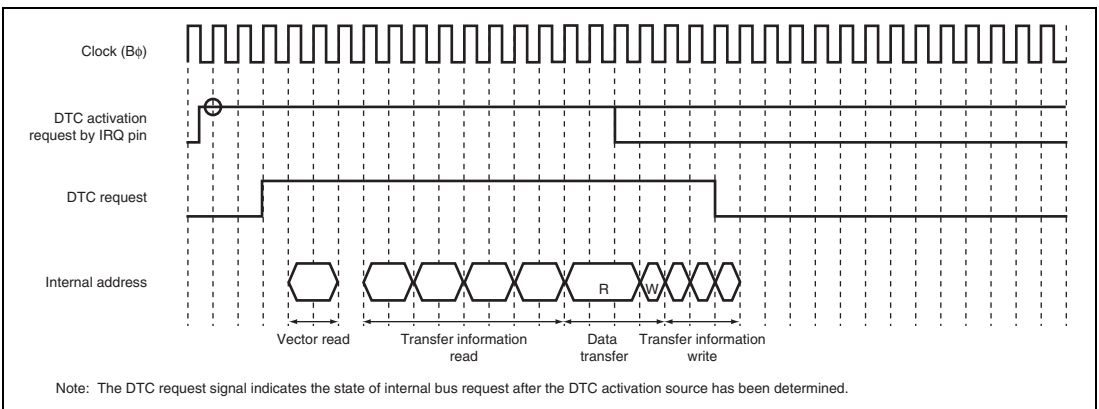 Clock (Bϕ)
DTC activation
request by IRQ pin
DTC request
Internal address
R
W
Vector read
Transfer information
read
Data
transfer
Transfer information
write
Note: The DTC request signal indicates the state of internal bus request after the DTC activation source has been determined.